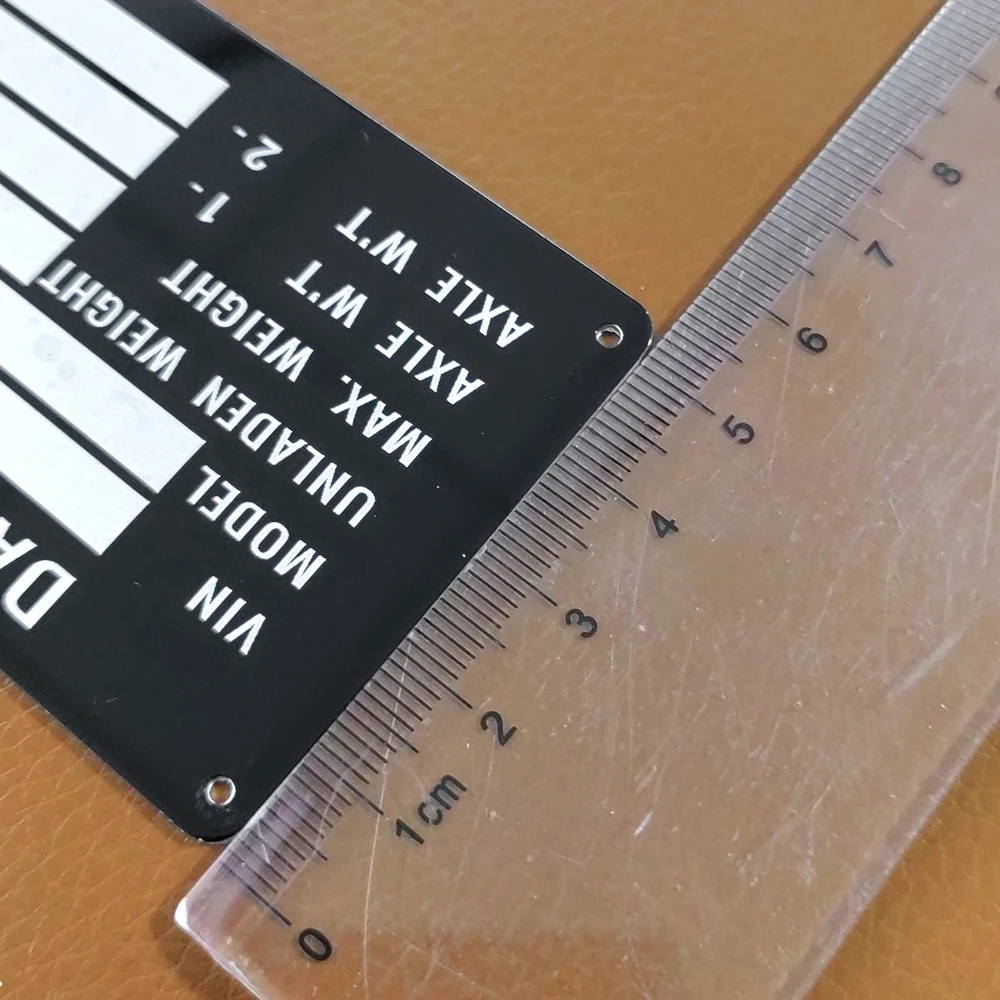 DA
VIN
MODEL
UNLADEN WEIGHT
MAX. WEIGHT
AXLE W'T 1-
AXLE W'T 2-
0 1cm 2 3 4 5 6 7 8